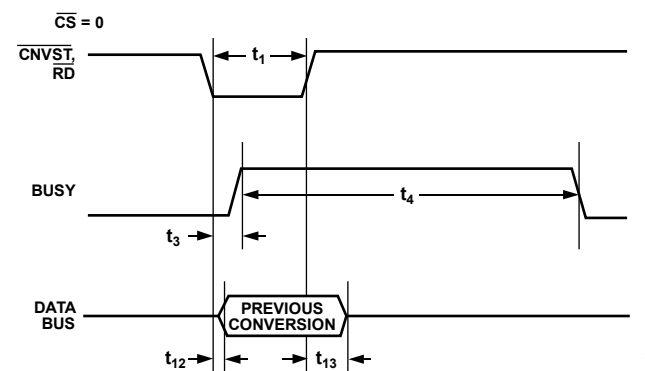 CS = 0
CNVST,
RD
t1
BUSY
t4
t3
DATA
BUS
PREVIOUS
CONVERSION
t12
t13